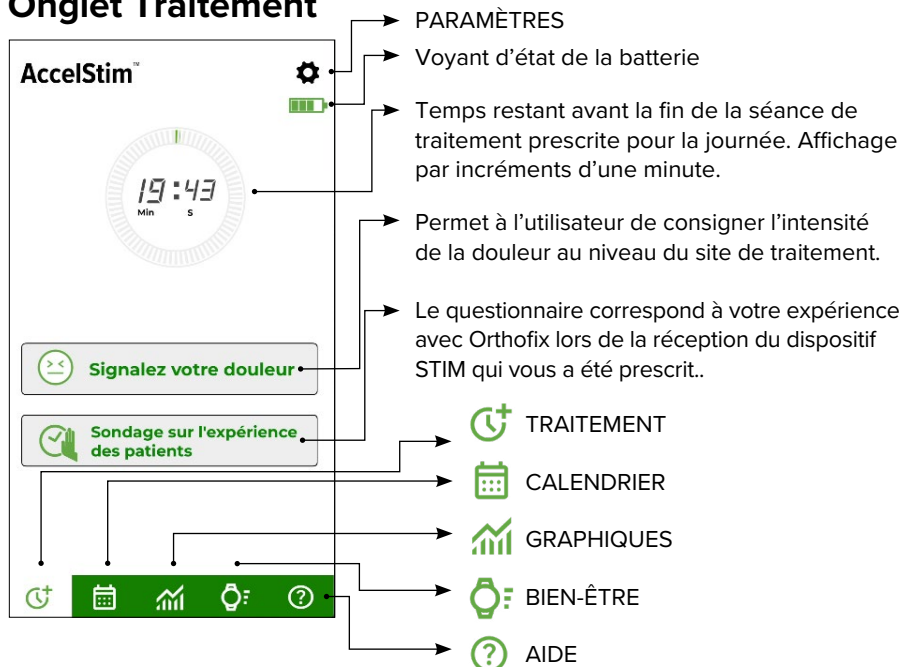 Onglet Traitement
AccelStim™
19:43
Min S
Signalez votre douleur
Sondage sur l'expérience
des patients
PARAMÈTRES
Voyant d'état de la batterie
Temps restant avant la fin de la séance de
traitement prescrite pour la journée. Affichage
par incréments d'une minute.
Permet à l'utilisateur de consigner l'intensité
de la douleur au niveau du site de traitement.
Le questionnaire correspond à votre expérience
avec Orthofix lors de la réception du dispositif
STIM qui vous a été prescrit..
TRAITEMENT
CALENDRIER
GRAPHIQUES
BIEN-ÊTRE
AIDE